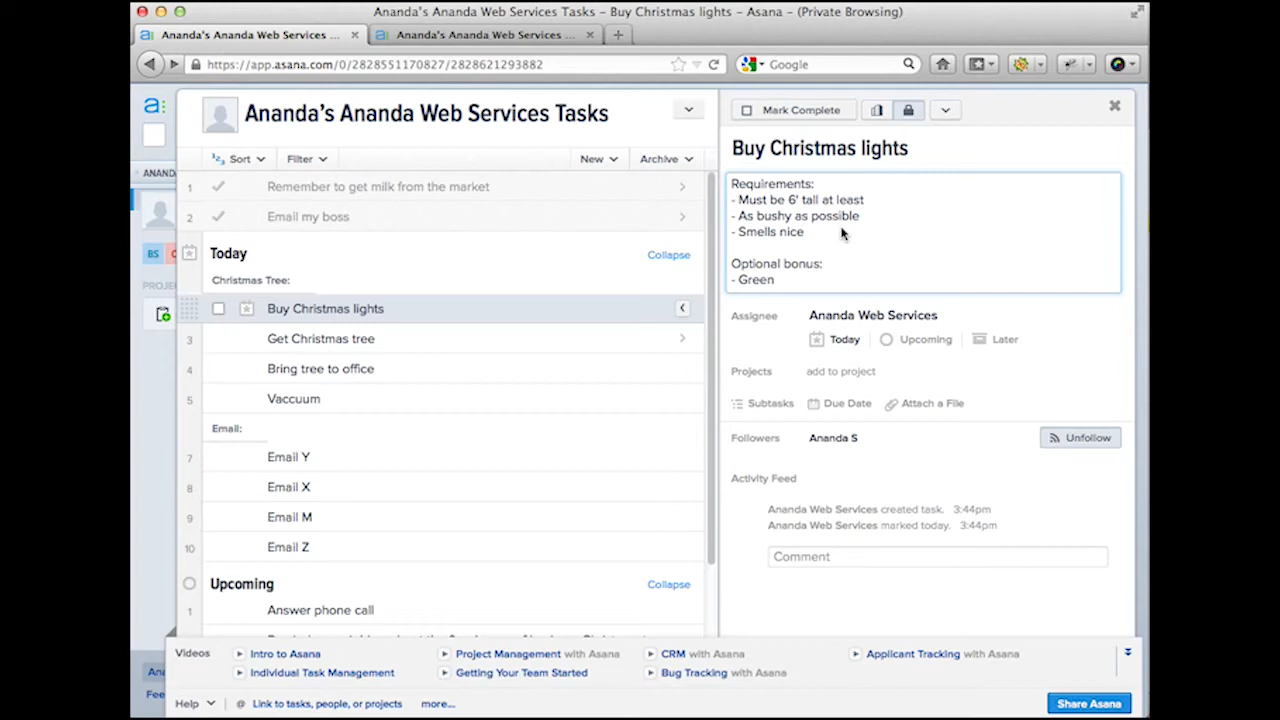 Ananda's Ananda Web Services Tasks – Buy Christmas lights – Asana – (Private Browsing)
a: Ananda's Ananda Web Services ...
a: Ananda's Ananda Web Services ...
https://app.asana.com/0/2828551170827/2828621293882
Google
a:
Ananda's Ananda Web Services Tasks
Sort
Filter
New
Archive
ANAND
BS
PROJE
1 Remember to get milk from the market
2 Email my boss
Today
Collapse
Christmas Tree:
Buy Christmas lights
3 Get Christmas tree
4 Bring tree to office
5 Vaccuum
Email:
7 Email Y
8 Email X
9 Email M
10 Email Z
Upcoming
Collapse
1 Answer phone call
Mark Complete
Buy Christmas lights
Requirements:
- Must be 6' tall at least
- As bushy as possible
- Smells nice
Optional bonus:
- Green
Assignee Ananda Web Services
Today Upcoming Later
Projects add to project
Subtasks Due Date Attach a File
Followers Ananda S Unfollow
Activity Feed
Ananda Web Services created task. 3:44pm
Ananda Web Services marked today. 3:44pm
Comment
Ana
Fee
Videos
Intro to Asana
Project Management with Asana
CRM with Asana
Applicant Tracking with Asana
Individual Task Management
Getting Your Team Started
Bug Tracking with Asana
Help
@ Link to tasks, people, or projects
more...
Share Asana